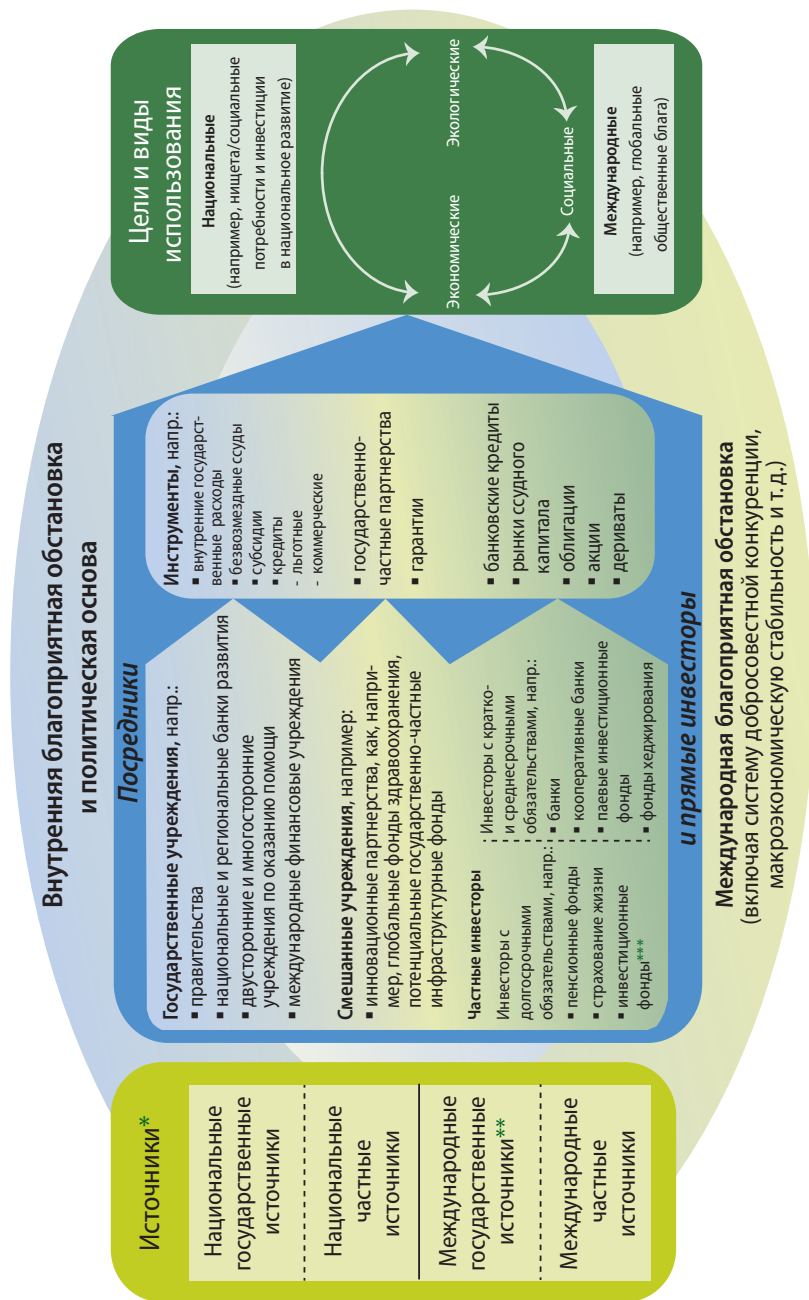 Внутренняя благоприятная обстановка
и политическая основа
Источники*
Национальные
государственные
источники
Национальные
частные
источники
Международные
государственные
источники**
Международные
частные
источники
Посредники
Государственные учреждения, напр.:
▪ правительства
▪ национальные и региональные банки развития
▪ двусторонние и многосторонние
учреждения по оказанию помощи
▪ международные финансовые учреждения
Смешанные учреждения, например:
▪ инновационные партнерства, как, напри-
мер, глобальные фонды здравоохранения,
потенциальные государственно-частные
инфраструктурные фонды
Частные инвесторы
Инвесторы с
долгосрочными
обязательствами, напр.:
▪ пенсионные фонды
▪ страхование жизни
▪ инвестиционные
фонды***
Инвесторы с кратко-
и среднесрочными
обязательствами, напр.:
▪ банки
▪ кооперативные банки
▪ паевые инвестиционные
фонды
▪ фонды хеджирования
Инструменты, напр.:
▪ внутренние государст-
венные расходы
▪ безвозмездные ссуды
▪ субсидии
▪ кредиты
- льготные
- коммерческие
▪ государственно-
частные партнерства
▪ гарантии
▪ банковские кредиты
▪ рынки ссудного
капитала
▪ облигации
▪ акции
▪ дериваты
и прямые инвесторы
Цели и виды
использования
Национальные
(например, нищета/социальные
потребности и инвестиции
в национальное развитие)
Экономические
Экологические
Социальные
Международные
(например, глобальные
общественные блага)
Международная благоприятная обстановка
(включая систему добросовестной конкуренции,
макроэкономическую стабильность и т.д.)